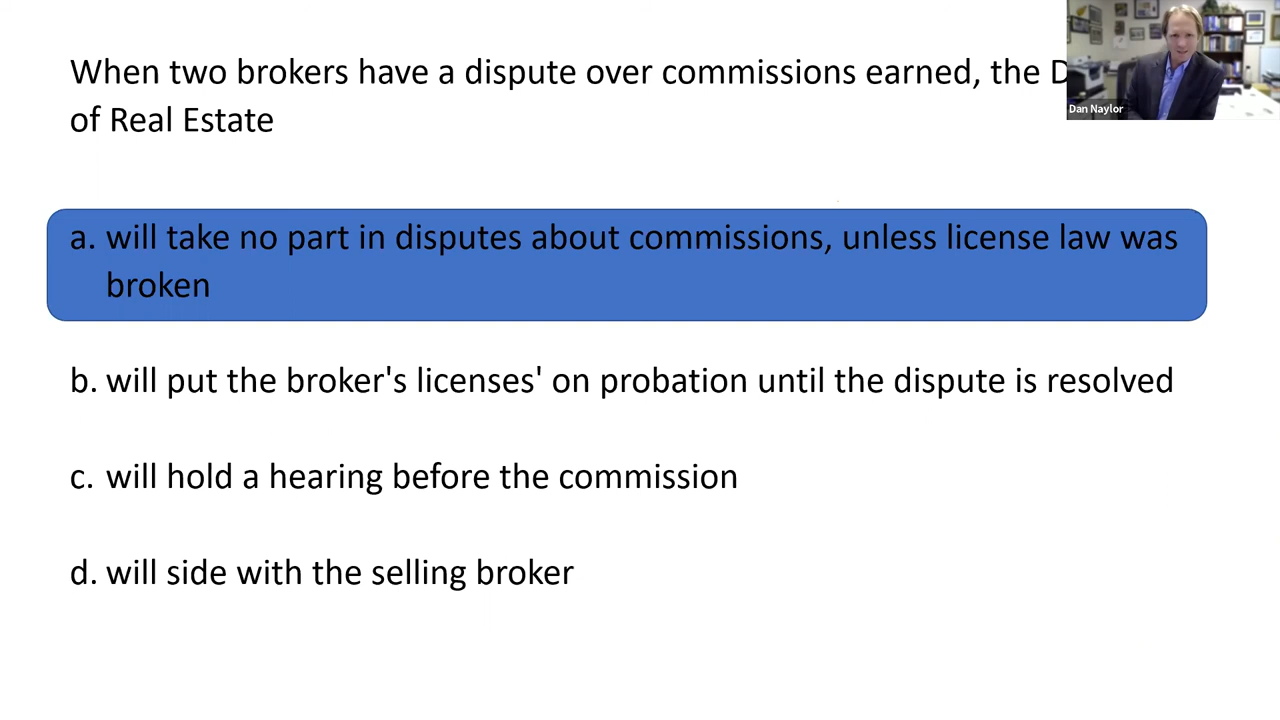 When two brokers have a dispute over commissions earned, the
of Real Estate
Dan Naylor
a. will take no part in disputes about commissions, unless license law was
broken
b. will put the broker's licenses' on probation until the dispute is resolved
c. will hold a hearing before the commission
d. will side with the selling broker